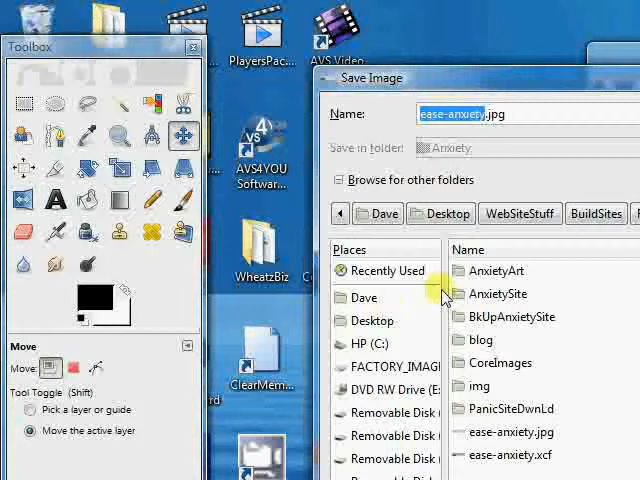 Toolbox
PlayersPac...
AVS Video
Save Image
Name:
ease-anxiety.jpg
Save in folder:
Anxiety
Browse for other folders
AVS4YOU
Softwar...
Dave
Desktop
WebSiteStuff
BuildSites
Places
Name
Recently Used
AnxietyArt
WheatzBiz
Dave
AnxietySite
Desktop
BkUpAnxietySite
HP (C:)
blog
Move
FACTORY_IMAG
CoreImages
Move:
DVD RW Drive (E:
img
ClearMem...
Tool Toggle (Shift)
Removable Disk (
PanicSiteDwnLd
Pick a layer or guide
Removable Disk (
ease-anxiety.jpg
Move the active layer
Removable Disk (
ease-anxiety.xcf